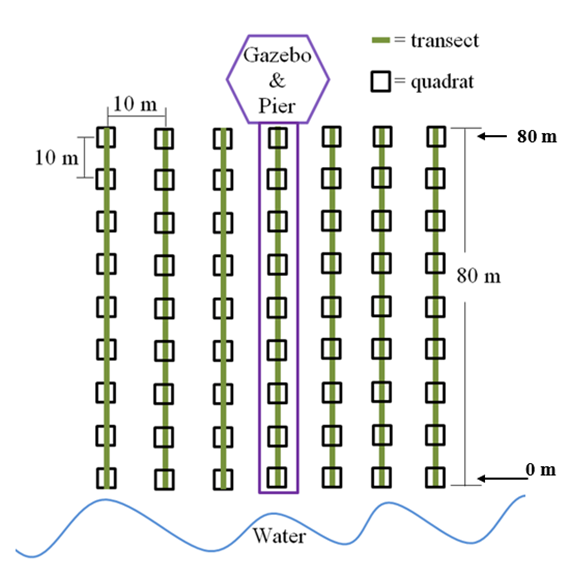 Gazebo
&
Pier
= transect
= quadrat
10 m
10 m
80 m
80 m
0 m
Water